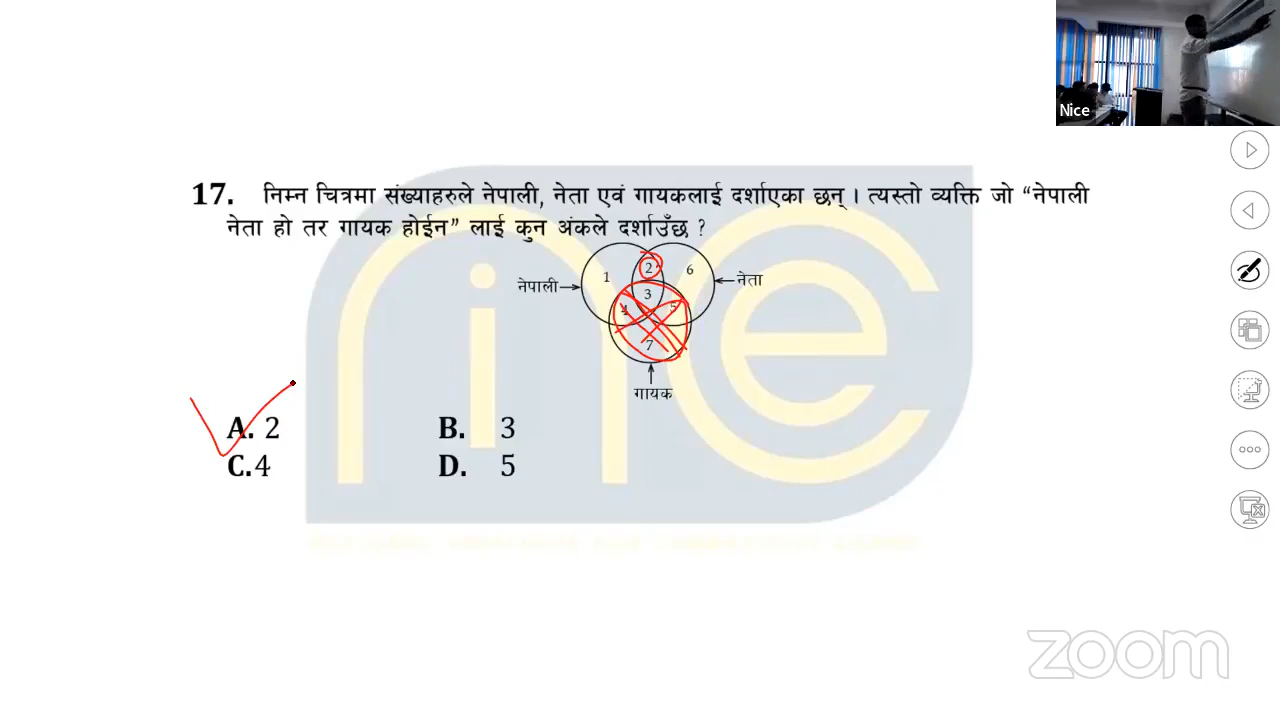 Nice
17. निम्न चित्रमा संख्याहरुले नेपाली, नेता एवं गायकलाई दर्शाएका छन् । त्यस्तो व्यक्ति जो “नेपाली
नेता हो तर गायक होईन” लाई कुन अंकले दर्शाउँछ ?
1 2 6
नेपाली नेता
3
4 5
7
गायक
A. 2 B. 3
C.4 D. 5
zoom